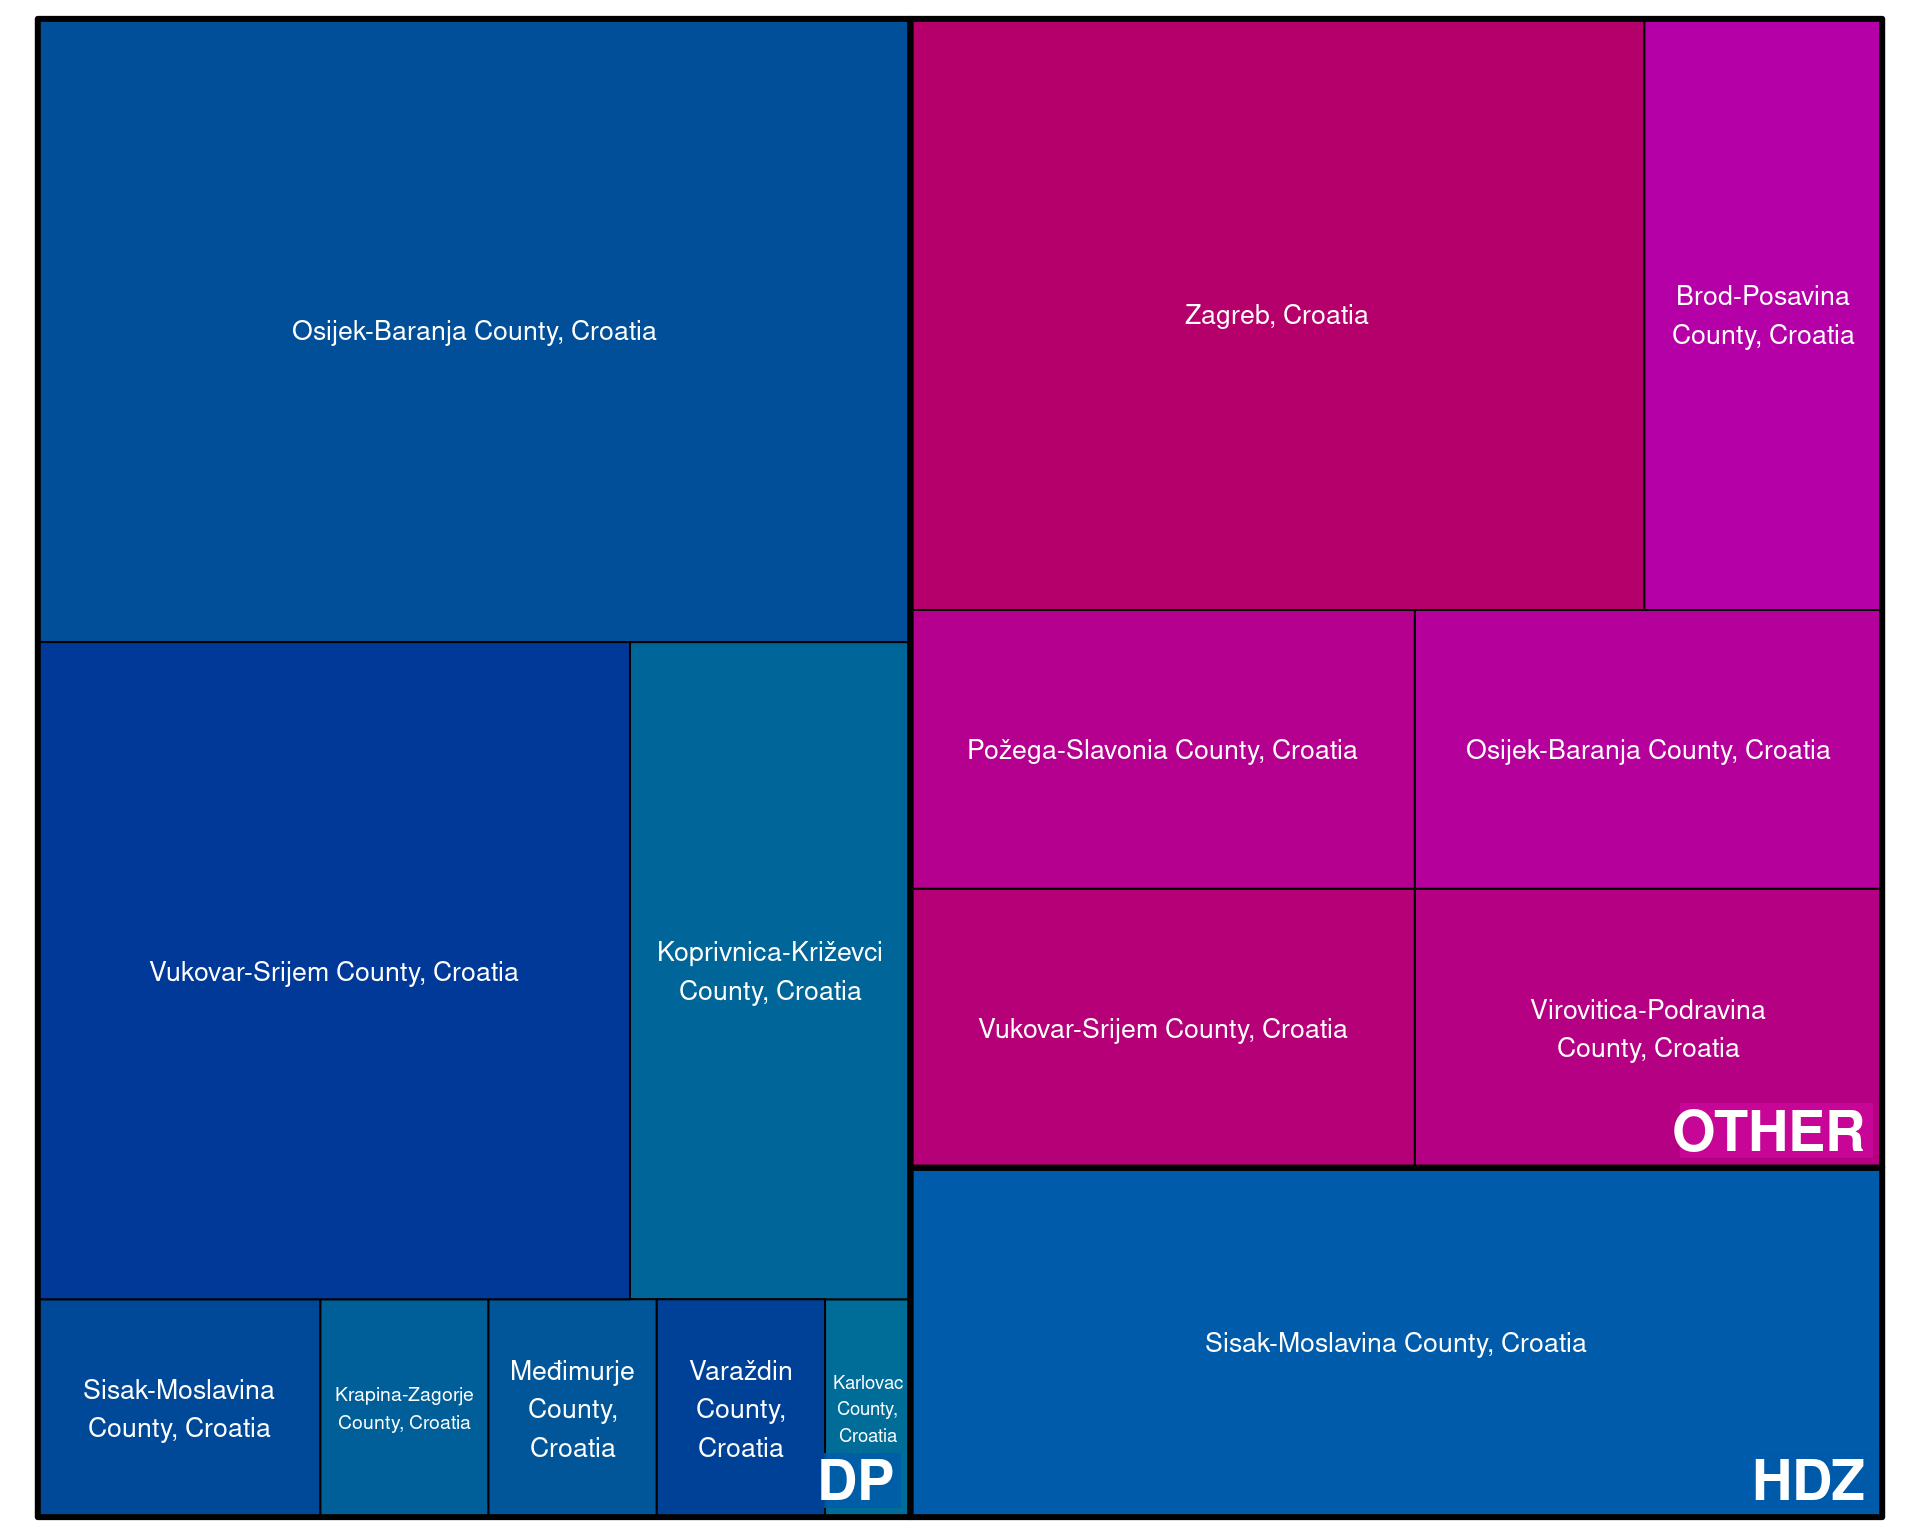 Osijek-Baranja County, Croatia
Vukovar-Srijem County, Croatia
Koprivnica-Križevci
County, Croatia
Sisak-Moslavina
County, Croatia
Krapina-Zagorje
County, Croatia
Međimurje
County,
Croatia
Varaždin
County,
Croatia
Karlovac
County,
Croatia
DP
Zagreb, Croatia
Brod-Posavina
County, Croatia
Požega-Slavonia County, Croatia
Osijek-Baranja County, Croatia
Vukovar-Srijem County, Croatia
Virovitica-Podravina
County, Croatia
OTHER
Sisak-Moslavina County, Croatia
HDZ